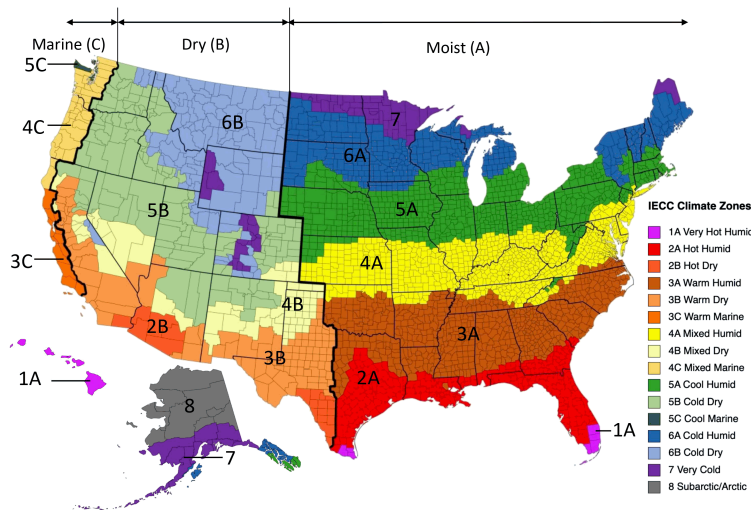 Marine (C)
Dry (B)
Moist (A)
5C
4C
6B
7
6A
5B
5A
3C
4A
4B
2B
3B
3A
2A
1A
8
7
1A
IECC Climate Zones
1A Very Hot Humic
2A Hot Humid
2B Hot Dry
3A Warm Humid
3B Warm Dry
3C Warm Marine
4A Mixed Humid
4B Mixed Dry
4C Mixed Marine
5A Cool Humid
5B Cold Dry
5C Cool Marine
6A Cold Humid
6B Cold Dry
7 Very Cold
8 Subarctic/Arctic